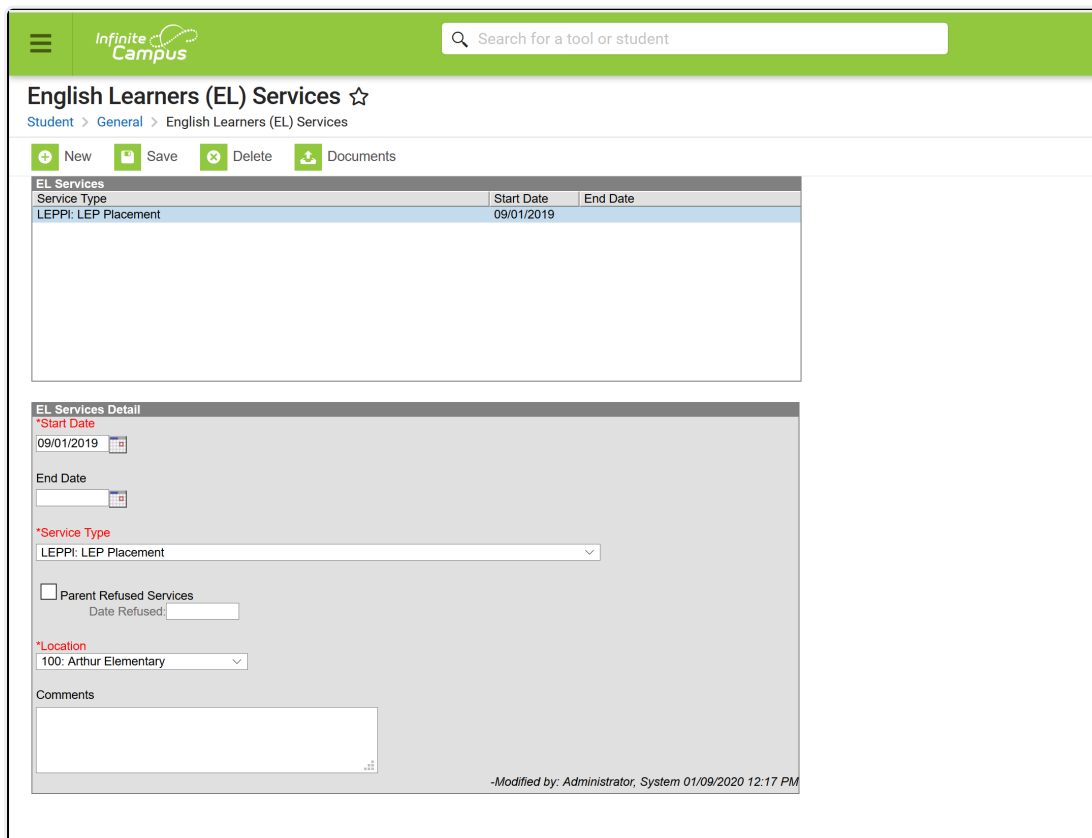 Infinite
Campus
Search for a tool or student
English Learners (EL) Services
Student > General > English Learners (EL) Services
New Save Delete Documents
EL Services
Service Type Start Date End Date
LEPPI: LEP Placement 09/01/2019
EL Services Detail
*Start Date
09/01/2019
End Date
*Service Type
LEPPI: LEP Placement
Parent Refused Services
Date Refused:
*Location
100: Arthur Elementary
Comments
-Modified by: Administrator, System 01/09/2020 12:17 PM